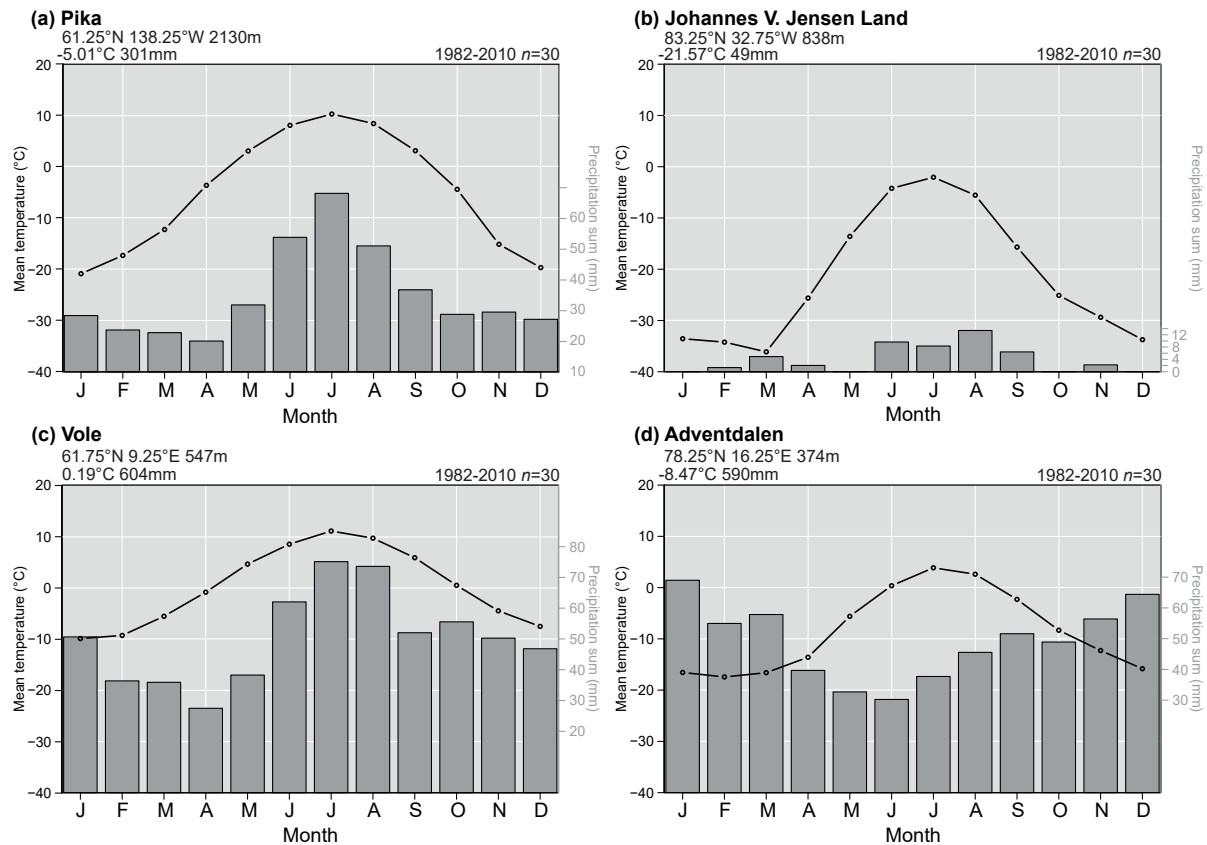 (a) Pika
61.25°N 138.25°W 2130m
-5.01°C 301mm
1982-2010 n=30
20
10
0
−10
−20
−30
−40
Mean temperature (°C)
60
50
40
30
20
10
Precipitation sum (mm)
J F M A M J J A S O N D
Month
(b) Johannes V. Jensen Land
83.25°N 32.75°W 838m
-21.57°C 49mm
1982-2010 n=30
20
10
0
−10
−20
−30
−40
Mean temperature (°C)
12
8
4
0
Precipitation sum (mm)
J F M A M J J A S O N D
Month
(c) Vole
61.75°N 9.25°E 547m
0.19°C 604mm
1982-2010 n=30
20
10
0
−10
−20
−30
−40
Mean temperature (°C)
80
70
60
50
40
30
20
Precipitation sum (mm)
J F M A M J J A S O N D
Month
(d) Adventdalen
78.25°N 16.25°E 374m
-8.47°C 590mm
1982-2010 n=30
20
10
0
−10
−20
−30
−40
Mean temperature (°C)
70
60
50
40
30
Precipitation sum (mm)
J F M A M J J A S O N D
Month